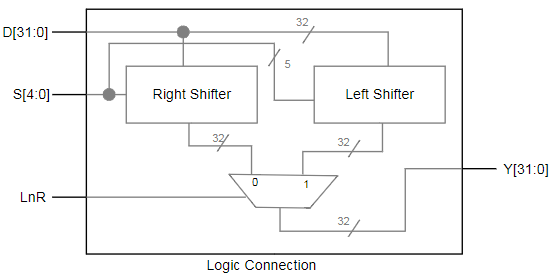 32
D[31:0]
5
S[4:0]
Right Shifter
Left Shifter
32
32
0
1
Y[31:0]
LnR
32
Logic Connection